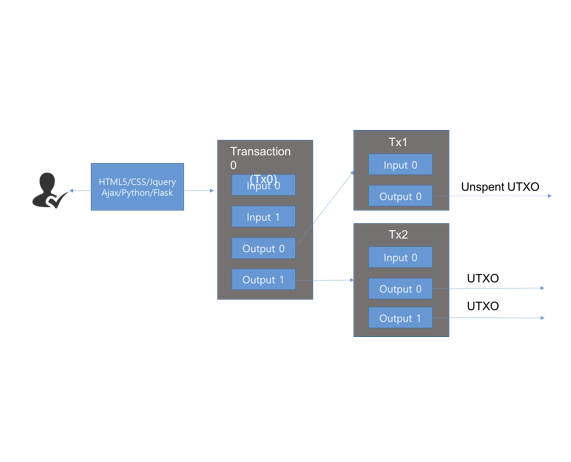 HTML5/CSS/Jquery
Ajax/Python/Flask
Transaction
0
(Tx0)
Input 0
Input 1
Output 0
Output 1
Tx1
Input 0
Output 0
Unspent UTXO
Tx2
Input 0
Output 0
Output 1
UTXO
UTXO